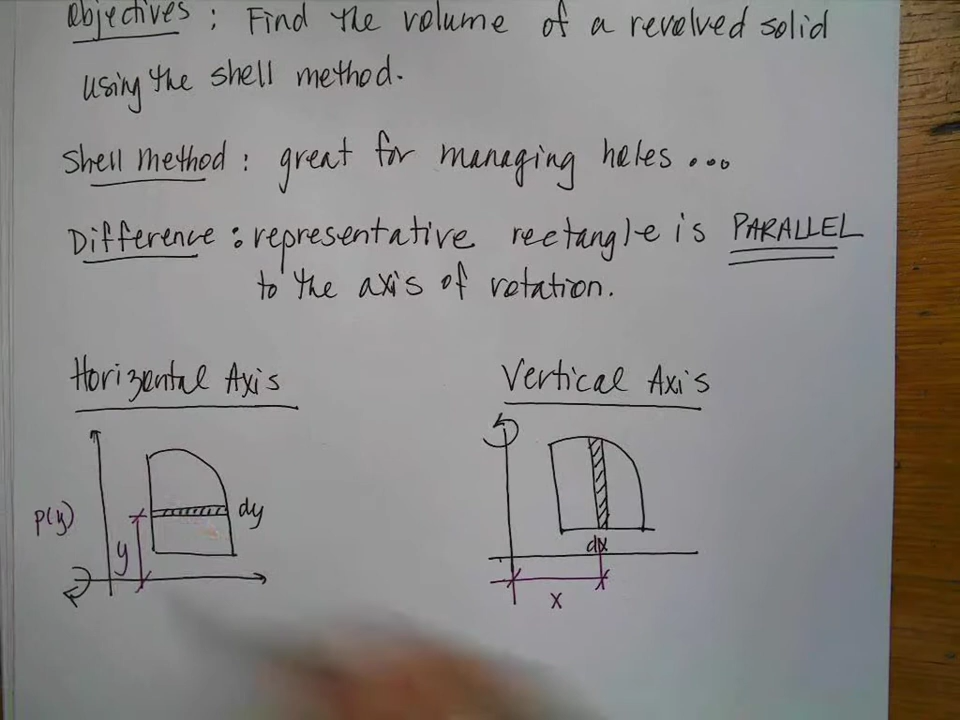 Objectives : Find the volume of a revolved solid
using the shell method.
Shell method : great for managing holes ...
Difference : representative rectangle is PARALLEL
to the axis of rotation.
Horizontal Axis
Vertical Axis
p(y)
y
dy
dx
x